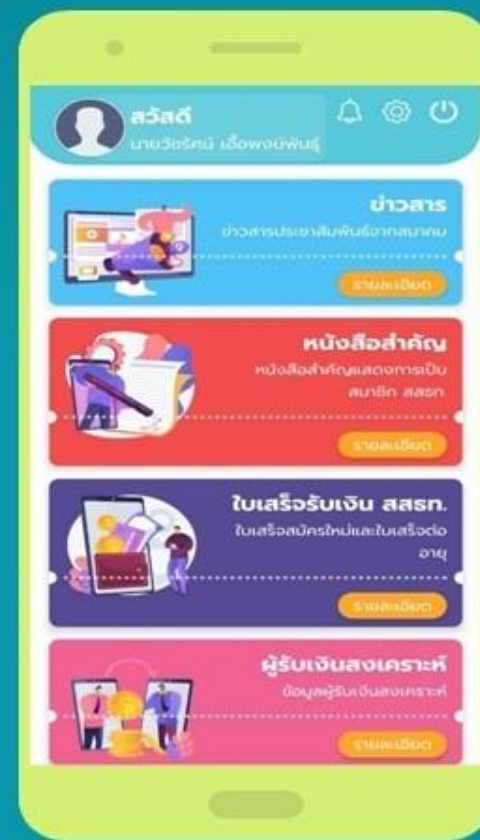 สวัสดี
นายวัชรัศมิ์ เอื้อพงษ์พันธุ์
ข่าวสาร
ข่าวสารประชาสัมพันธ์จากสมาคม
รายละเอียด
หนังสือสำคัญ
หนังสือสำคัญแสดงการเป็น
สมาชิก สสธท.
รายละเอียด
ใบเสร็จรับเงิน สสธท.
ใบเสร็จสมัครใหม่และใบเสร็จต่อ
อายุ
รายละเอียด
ผู้รับเงินสงเคราะห์
ข้อมูลผู้รับเงินสงเคราะห์
รายละเอียด